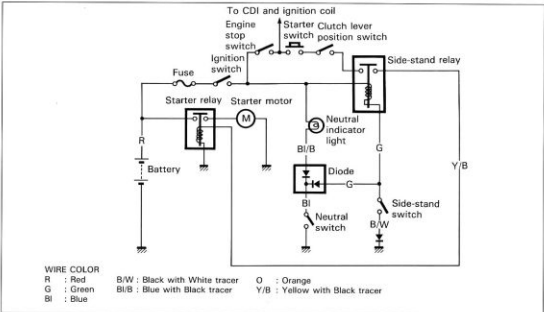 To CDI and ignition coil
Engine stop switch
Starter switch
Clutch lever position switch
Side-stand relay
Ignition switch
Fuse
Starter relay
Starter motor
M
Neutral indicator light
R
Bl/B
G
Y/B
Battery
Diode
G
Bl
Neutral switch
Side-stand switch
B/W
WIRE COLOR
R : Red B/W : Black with White tracer O : Orange
G : Green Bl/B : Blue with Black tracer Y/B : Yellow with Black tracer
Bl : Blue